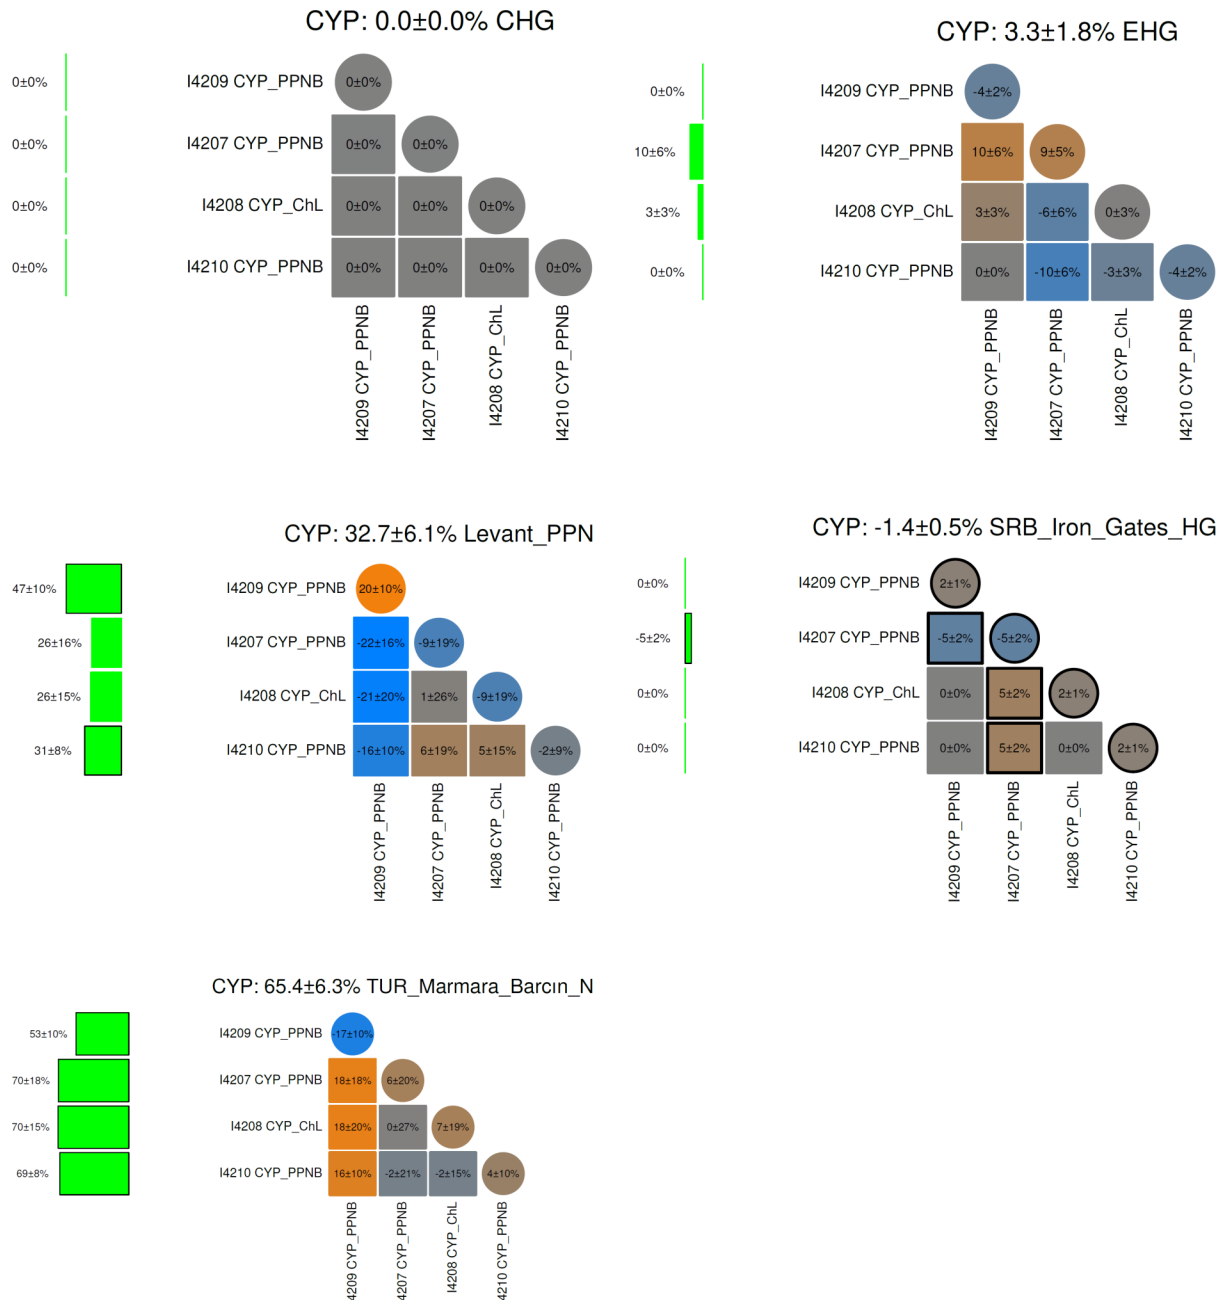 CYP: 0.0±0.0% CHG
0±0% I4209 CYP_PPNB 0±0%
0±0% I4207 CYP_PPNB 0±0% 0±0%
0±0% I4208 CYP_ChL 0±0% 0±0% 0±0%
0±0% I4210 CYP_PPNB 0±0% 0±0% 0±0% 0±0%
I4209 CYP_PPNB
I4207 CYP_PPNB
I4208 CYP_ChL
I4210 CYP_PPNB
CYP: 3.3±1.8% EHG
0±0% I4209 CYP_PPNB -4±2%
10±6% I4207 CYP_PPNB 10±6% 9±5%
3±3% I4208 CYP_ChL 3±3% -6±6% 0±3%
0±0% I4210 CYP_PPNB 0±0% -10±6% -3±3% -4±2%
I4209 CYP_PPNB
I4207 CYP_PPNB
I4208 CYP_ChL
I4210 CYP_PPNB
CYP: 32.7±6.1% Levant_PPN
47±10% I4209 CYP_PPNB 20±10%
26±16% I4207 CYP_PPNB -22±16% -9±19%
26±15% I4208 CYP_ChL -21±20% 1±26% -9±19%
31±8% I4210 CYP_PPNB -16±10% 6±19% 5±15% -2±9%
I4209 CYP_PPNB
I4207 CYP_PPNB
I4208 CYP_ChL
I4210 CYP_PPNB
CYP: -1.4±0.5% SRB_Iron_Gates_HG
0±0% I4209 CYP_PPNB 2±1%
-5±2% I4207 CYP_PPNB -5±2% -5±2%
0±0% I4208 CYP_ChL 0±0% 5±2% 2±1%
0±0% I4210 CYP_PPNB 0±0% 5±2% 0±0% 2±1%
I4209 CYP_PPNB
I4207 CYP_PPNB
I4208 CYP_ChL
I4210 CYP_PPNB
CYP: 65.4±6.3% TUR_Marmara_Barcın_N
53±10% I4209 CYP_PPNB -17±10%
70±18% I4207 CYP_PPNB 18±18% 6±20%
70±15% I4208 CYP_ChL 18±20% 0±27% 7±19%
69±8% I4210 CYP_PPNB 16±10% -2±21% -2±15% 4±10%
4209 CYP_PPNB
4207 CYP_PPNB
I4208 CYP_ChL
4210 CYP_PPNB